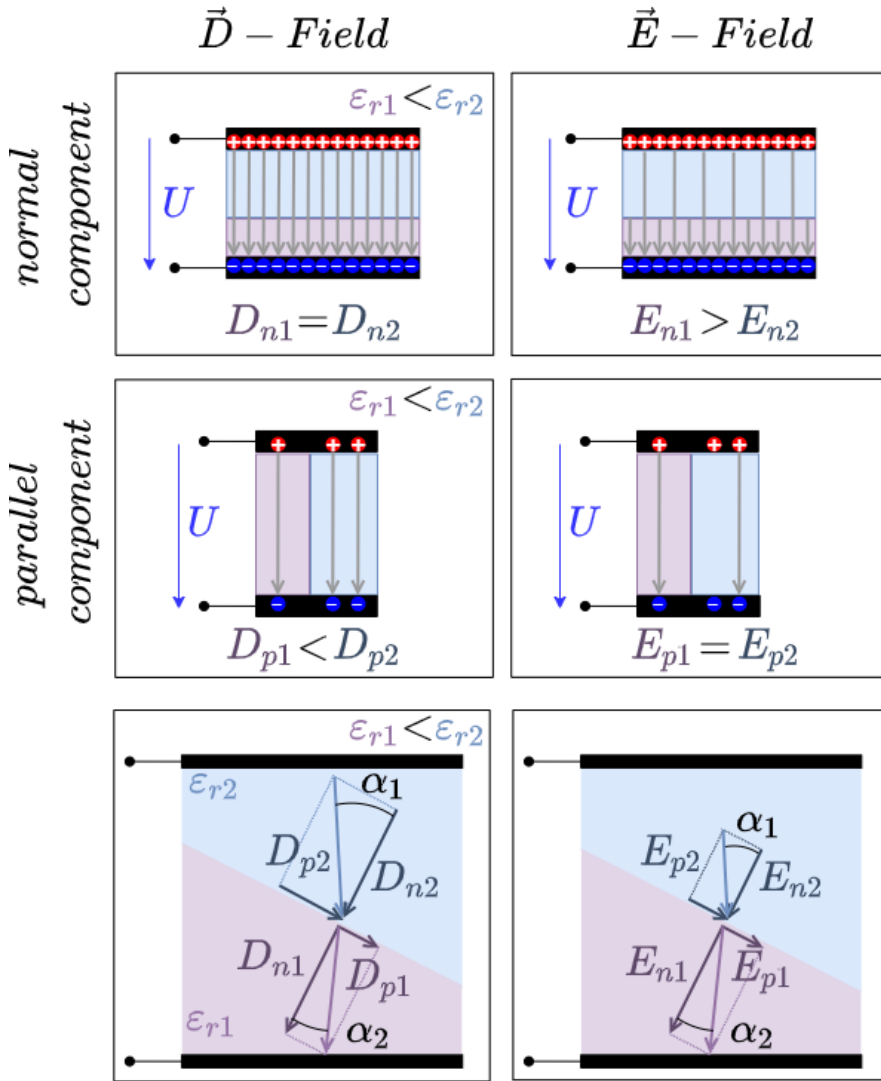 D⃗ − Field
E⃗ − Field
normal
component
εr1<εr2
U
Dn1=Dn2
U
En1>En2
parallel
component
εr1<εr2
U
Dp1<Dp2
U
Ep1=Ep2
εr1<εr2
εr2
α1
Dp2
Dn2
Dn1
Dp1
εr1
α2
α1
Ep2
En2
En1
Ep1
α2